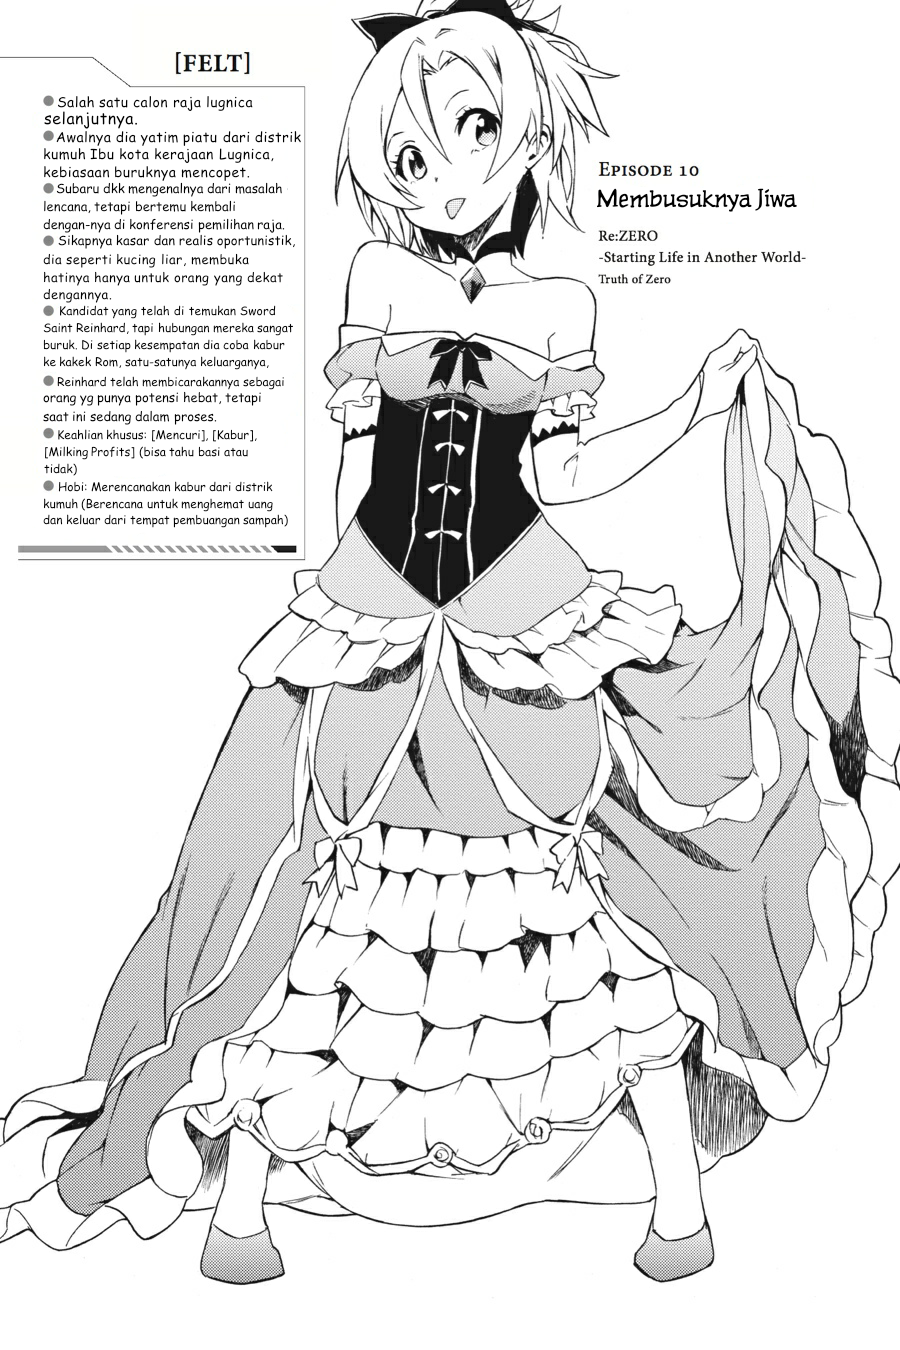 [FELT]
Salah satu calon raja lugnica
selanjutnya.
Awalnya dia yatim piatu dari distrik
kumuh Ibu kota kerajaan Lugnica,
kebiasaan buruknya mencopet.
Subaru dkk mengenalnya dari masalah
lencana, tetapi bertemu kembali
dengan-nya di konferensi pemilihan raja.
Sikapnya kasar dan realis oportunistik,
dia seperti kucing liar, membuka
hatinya hanya untuk orang yang dekat
dengannya.
Kandidat yang telah di temukan Sword
Saint Reinhard, tapi hubungan mereka sangat
buruk. Di setiap kesempatan dia coba kabur
ke kakek Rom, satu-satunya keluarganya,
Reinhard telah membicarakannya sebagai
orang yg punya potensi hebat, tetapi
saat ini sedang dalam proses.
Keahlian khusus: [Mencuri], [Kabur],
[Milking Profits] (bisa tahu basi atau
tidak)
Hobi: Merencanakan kabur dari distrik
kumuh (Berencana untuk menghemat uang
dan keluar dari tempat pembuangan sampah)
EPISODE 10
Membusuknya Jiwa
Re:ZERO
-Starting Life in Another World-
Truth of Zero